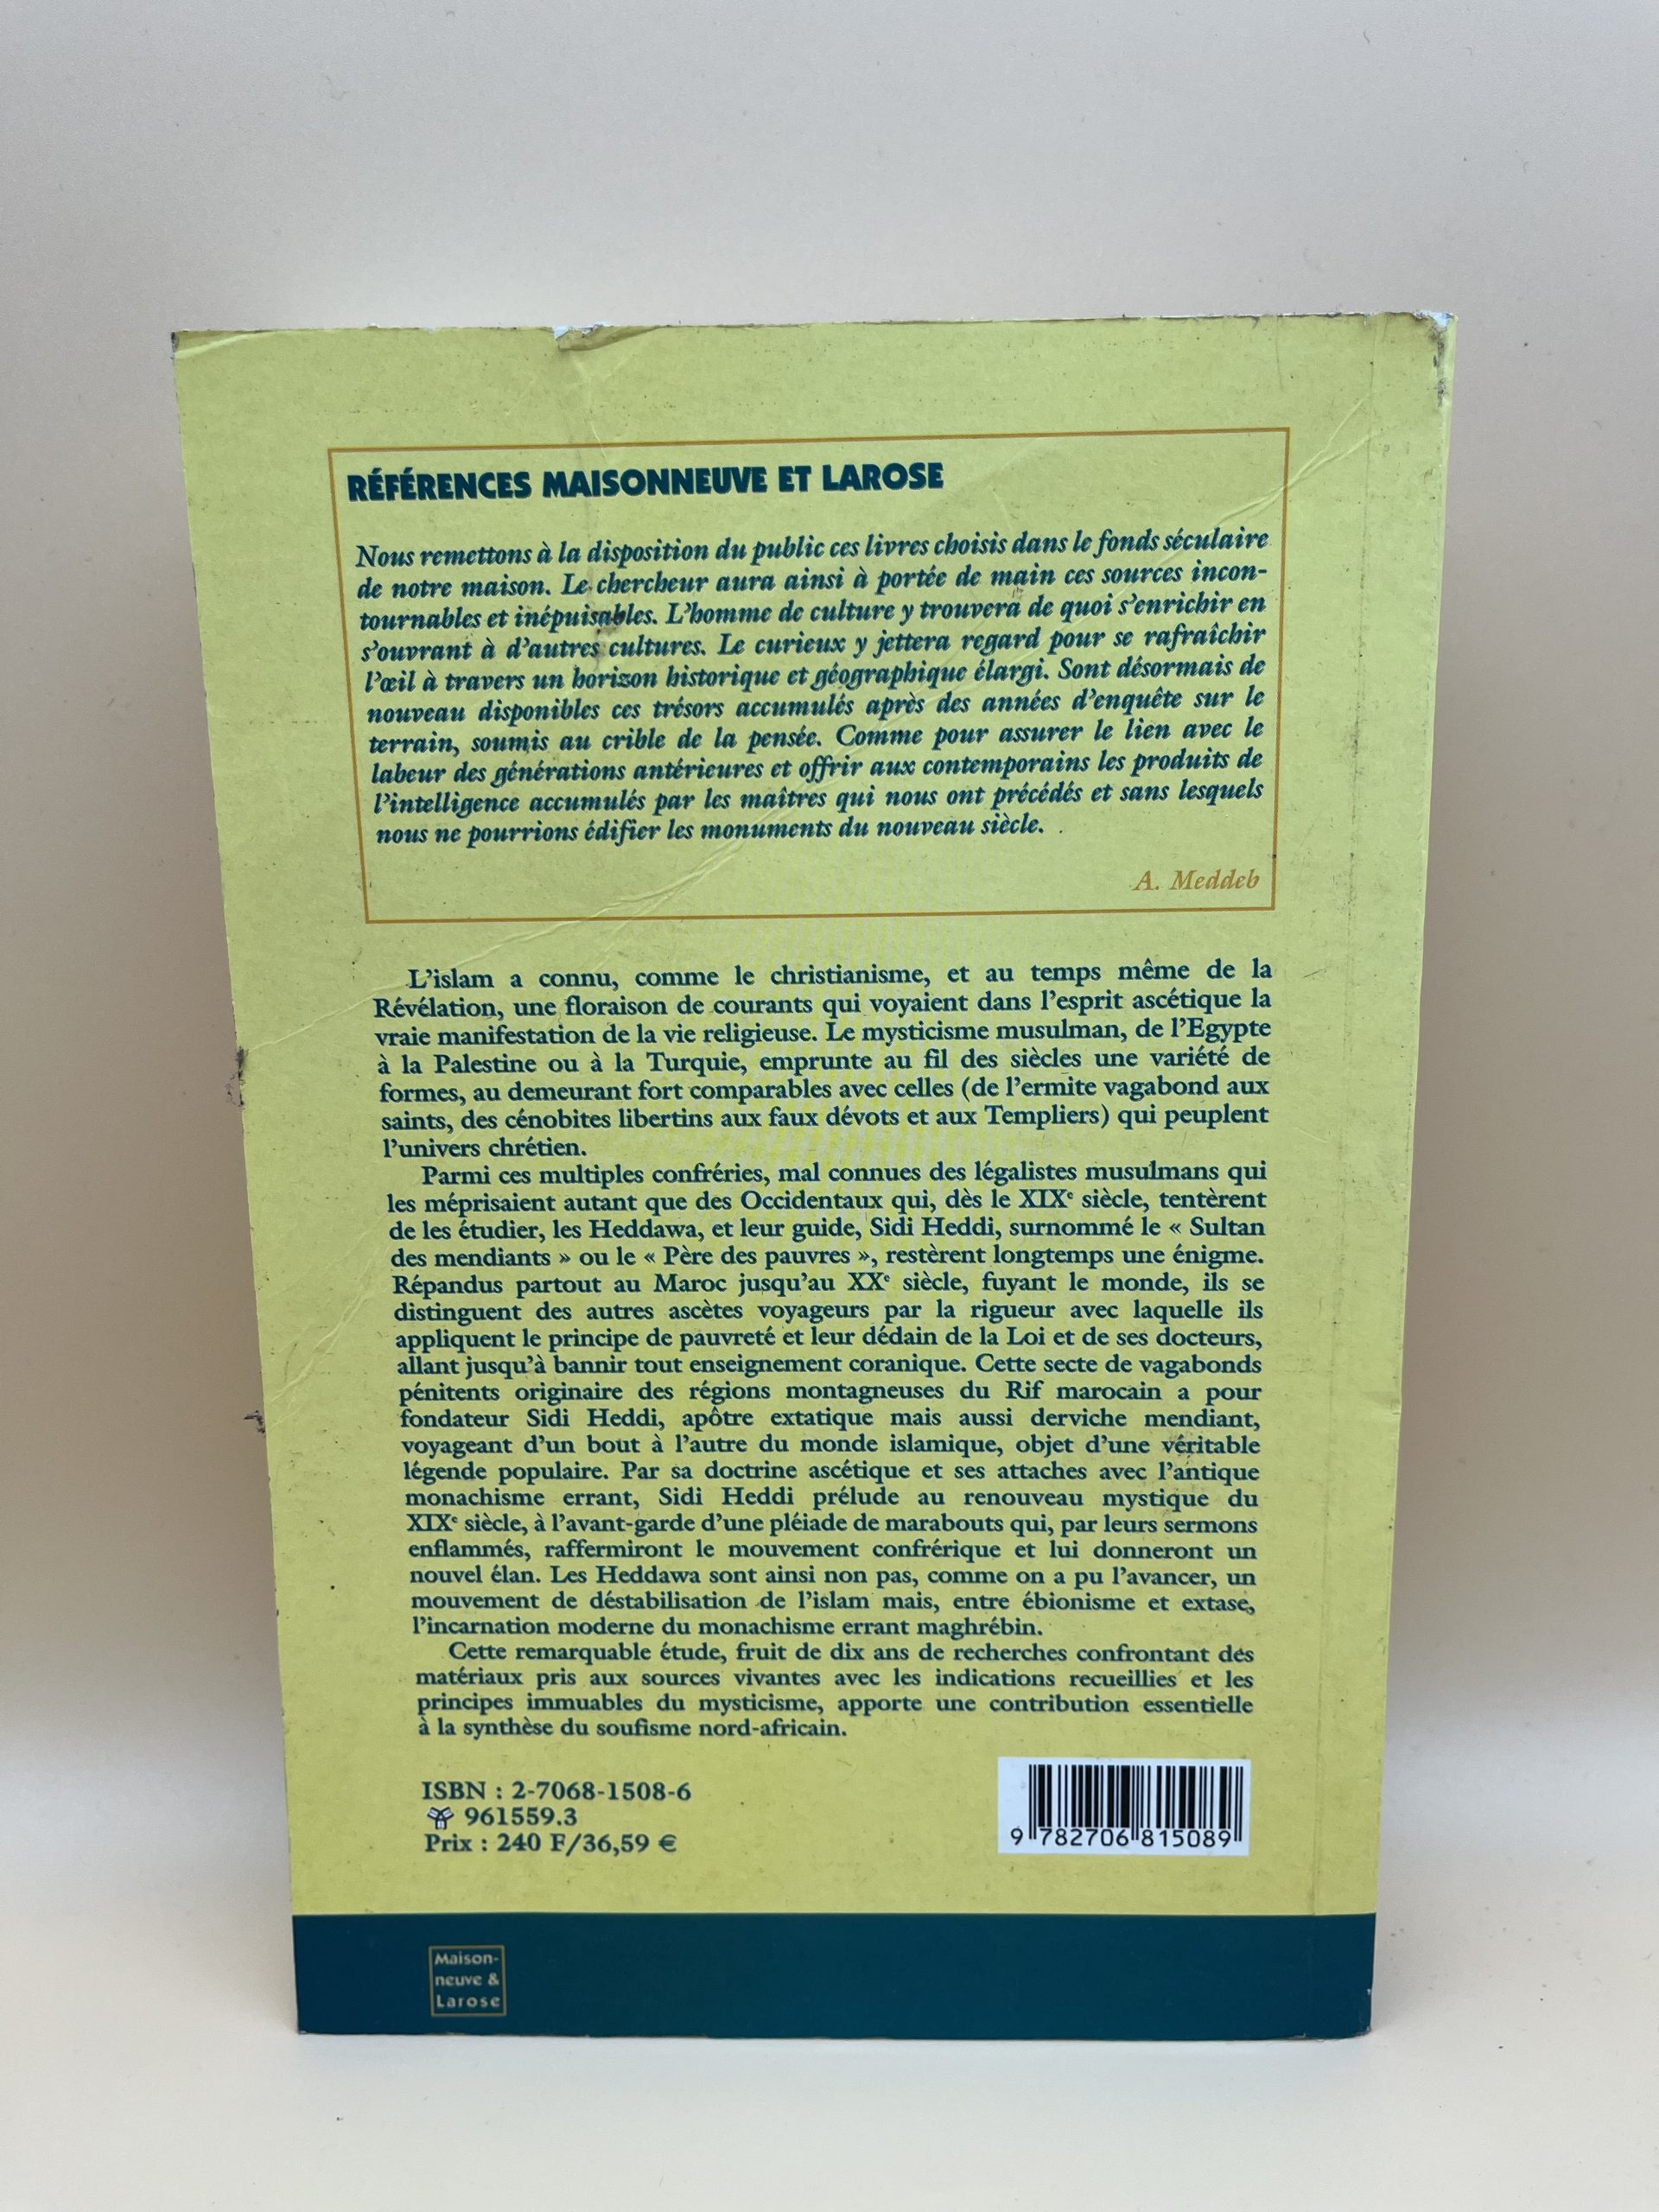 RÉFÉRENCES MAISONNEUVE ET LAROSE
Nous remettons à la disposition du public ces livres choisis dans le fonds séculaire
de notre maison. Le chercheur aura ainsi à portée de main ces sources incon-
tournables et inépuisables. L'homme de culture y trouvera de quoi s'enrichir en
s'ouvrant à d'autres cultures. Le curieux y jettera regard pour se rafraîchir
l'œil à travers un horizon historique et géographique élargi. Sont désormais de
nouveau disponibles ces trésors accumulés après des années d'enquête sur le
terrain, soumis au crible de la pensée. Comme pour assurer le lien avec le
labeur des générations antérieures et offrir aux contemporains les produits de
l'intelligence accumulés par les maîtres qui nous ont précédés et sans lesquels
nous ne pourrions édifier les monuments du nouveau siècle.
A. Meddeb
L'islam a connu, comme le christianisme, et au temps même de la
Révélation, une floraison de courants qui voyaient dans l'esprit ascétique la
vraie manifestation de la vie religieuse. Le mysticisme musulman, de l'Egypte
à la Palestine ou à la Turquie, emprunte au fil des siècles une variété de
formes, au demeurant fort comparables avec celles (de l'ermite vagabond aux
saints, des cénobites libertins aux faux dévots et aux Templiers) qui peuplent
l'univers chrétien.
Parmi ces multiples confréries, mal connues des légalistes musulmans qui
les méprisaient autant que des Occidentaux qui, dès le XIXe siècle, tentèrent
de les étudier, les Heddawa, et leur guide, Sidi Heddi, surnommé le « Sultan
des mendiants » ou le « Père des pauvres », restèrent longtemps une énigme.
Répandus partout au Maroc jusqu'au XXe siècle, fuyant le monde, ils se
distinguent des autres ascètes voyageurs par la rigueur avec laquelle ils
appliquent le principe de pauvreté et leur dédain de la Loi et de ses docteurs,
allant jusqu'à bannir tout enseignement coranique. Cette secte de vagabonds
pénitents originaire des régions montagneuses du Rif marocain a pour
fondateur Sidi Heddi, apôtre extatique mais aussi derviche mendiant,
voyageant d'un bout à l'autre du monde islamique, objet d'une véritable
légende populaire. Par sa doctrine ascétique et ses attaches avec l'antique
monachisme errant, Sidi Heddi prélude au renouveau mystique du
XIXe siècle, à l'avant-garde d'une pléiade de marabouts qui, par leurs sermons
enflammés, raffermiront le mouvement confrérique et lui donneront un
nouvel élan. Les Heddawa sont ainsi non pas, comme on a pu l'avancer, un
mouvement de déstabilisation de l'islam mais, entre ébionisme et extase,
l'incarnation moderne du monachisme errant maghrébin.
Cette remarquable étude, fruit de dix ans de recherches confrontant des
matériaux pris aux sources vivantes avec les indications recueillies et les
principes immuables du mysticisme, apporte une contribution essentielle
à la synthèse du soufisme nord-africain.
ISBN : 2-7068-1508-6
961559.3
Prix : 240 F/36,59 €
9 782706 815089
Maison-
neuve &
Larose